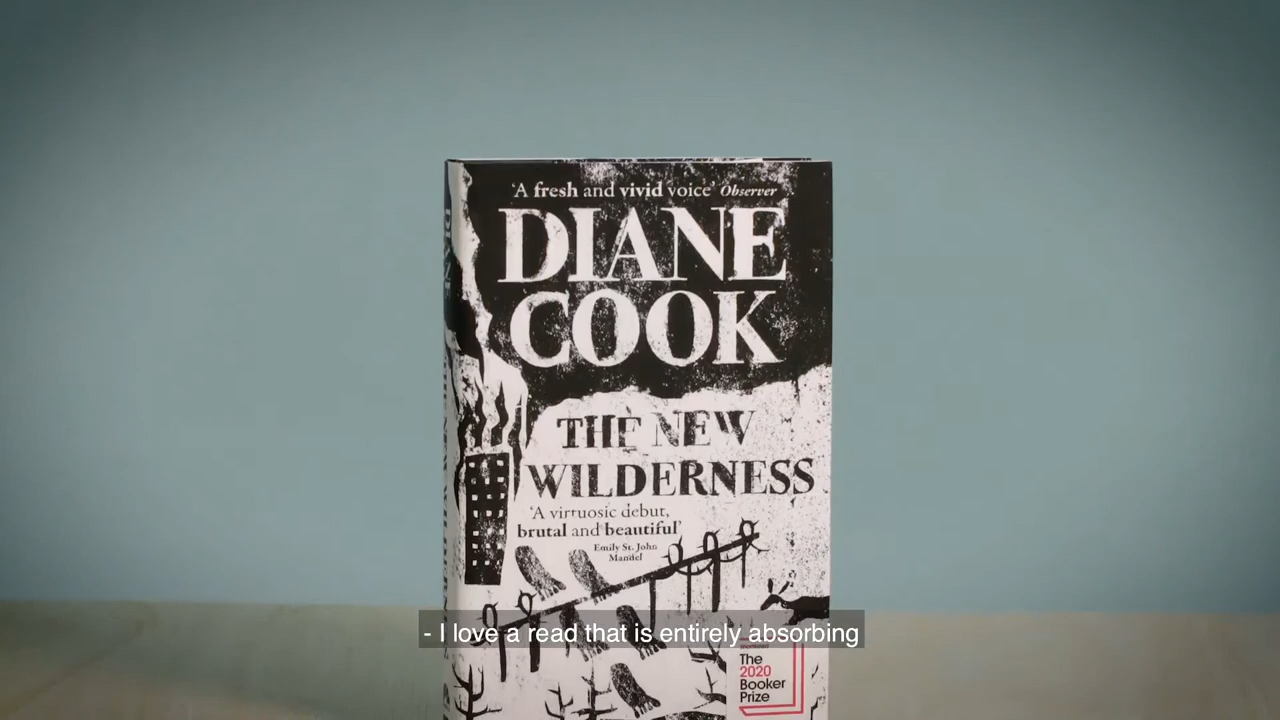 'A fresh and vivid voice' Observer
DIANE
COOK
THE NEW
WILDERNESS
'A virtuosic debut,
brutal and beautiful'
Emily St. John
Mandel
- I love a read that is entirely absorbing
The
2020
Booker
Prize